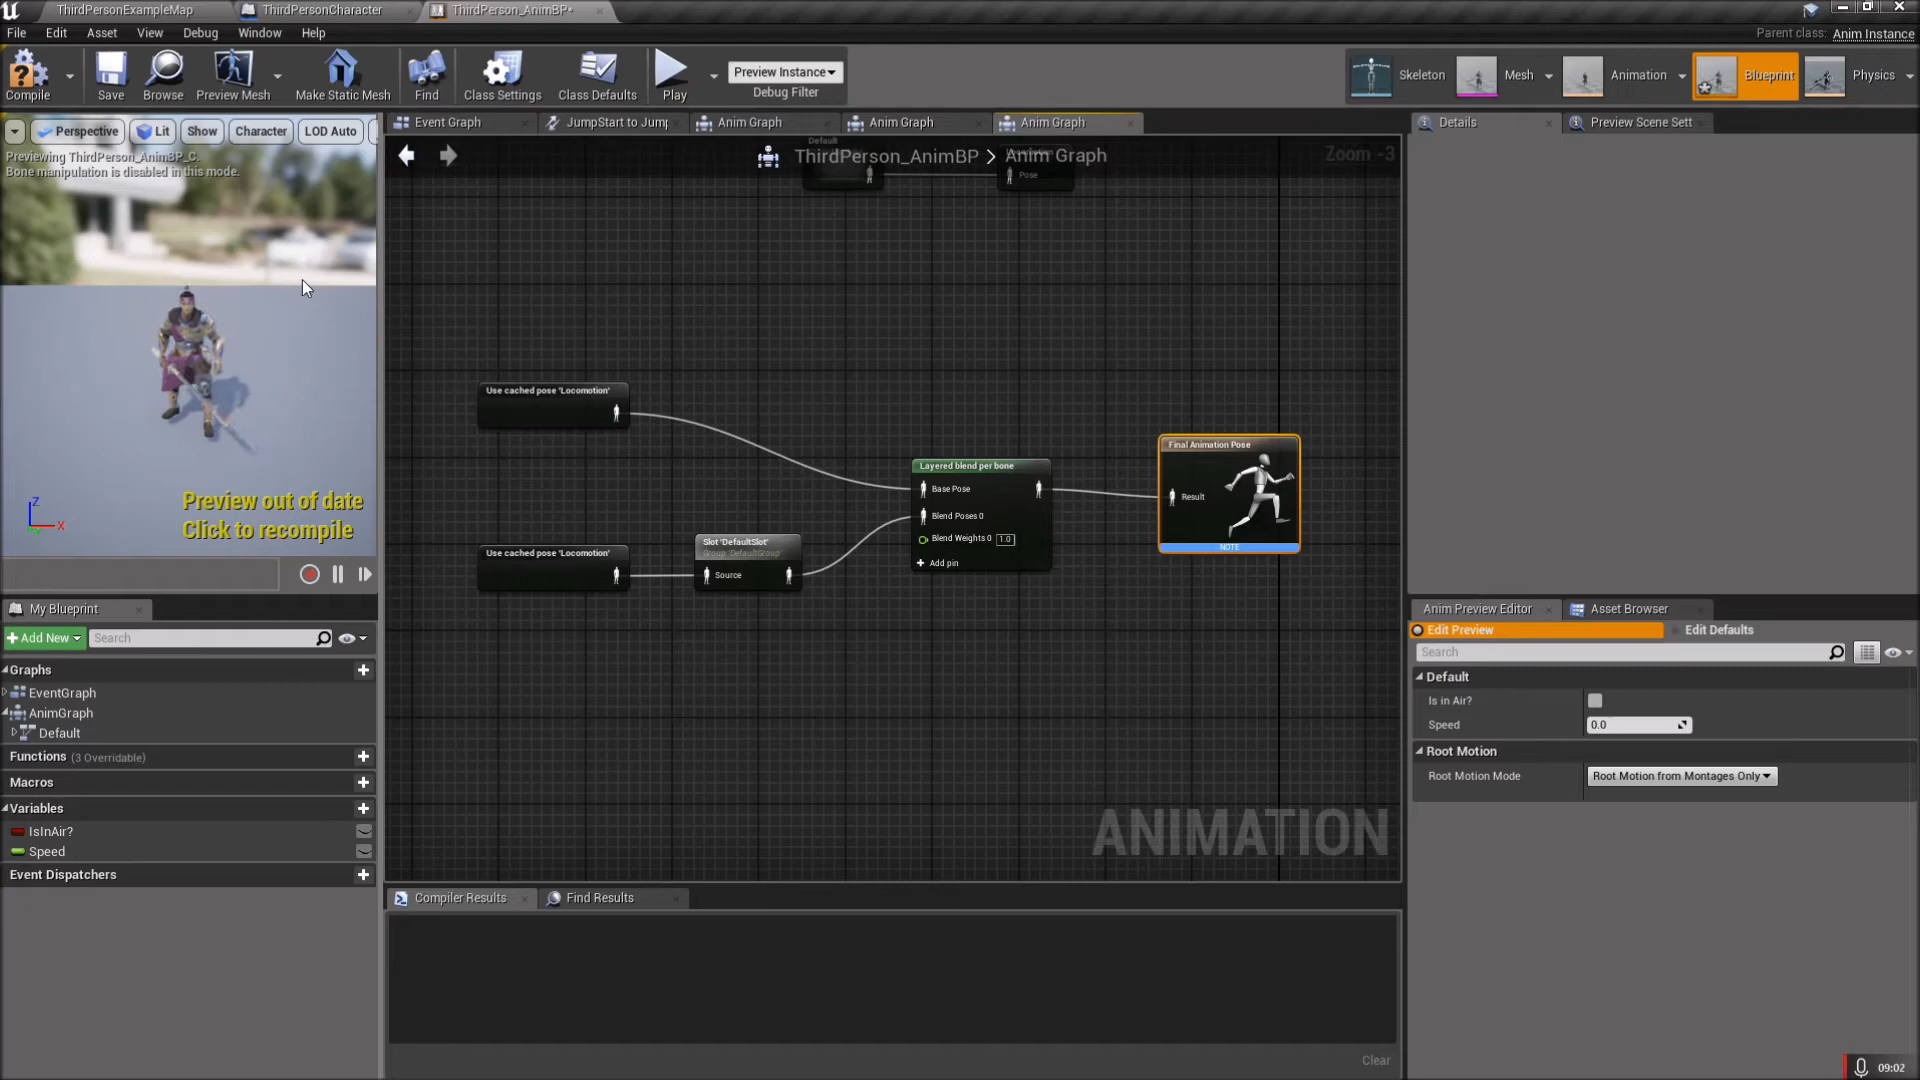 ThirdPersonExampleMap
ThirdPersonCharacter
ThirdPerson_AnimBP*
File Edit Asset View Debug Window Help
Parent class: Anim Instance
Compile
Save
Browse
Preview Mesh
Make Static Mesh
Find
Class Settings
Class Defaults
Play
Preview Instance
Debug Filter
Skeleton
Mesh
Animation
Blueprint
Physics
Perspective Lit Show Character LOD Auto
Previewing ThirdPerson_AnimBP_C.
Bone manipulation is disabled in this mode.
Z
X
Preview out of date
Click to recompile
Event Graph
JumpStart to Jump
Anim Graph
Anim Graph
Anim Graph
ThirdPerson_AnimBP > Anim Graph
Zoom -3
Default
Pose
Use cached pose 'Locomotion'
Use cached pose 'Locomotion'
Slot 'DefaultSlot'
Group 'DefaultGroup'
Source
Layered blend per bone
Base Pose
Blend Poses 0
Blend Weights 0 1.0
Add pin
Final Animation Pose
Result
NOTE
ANIMATION
Compiler Results
Find Results
Clear
My Blueprint
Add New
Search
Graphs
EventGraph
AnimGraph
Default
Functions (3 Overridable)
Macros
Variables
IsInAir?
Speed
Event Dispatchers
Details
Preview Scene Sett
Anim Preview Editor
Asset Browser
Edit Preview
Edit Defaults
Search
Default
Is in Air?
Speed 0.0
Root Motion
Root Motion Mode Root Motion from Montages Only
09:02